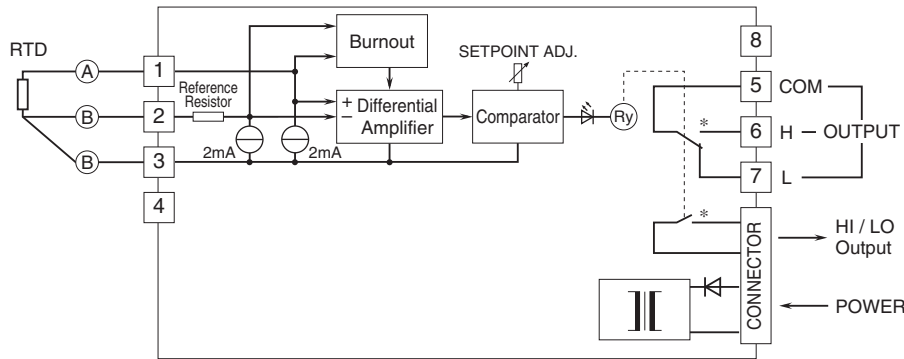 RTD
A
B
B
1
2
3
4
Reference
Resistor
2mA
2mA
Burnout
+
−
Differential
Amplifier
SETPOINT ADJ.
Comparator
Ry
*
*
8
5
6
7
COM
H
L
OUTPUT
CONNECTOR
HI / LO
Output
POWER